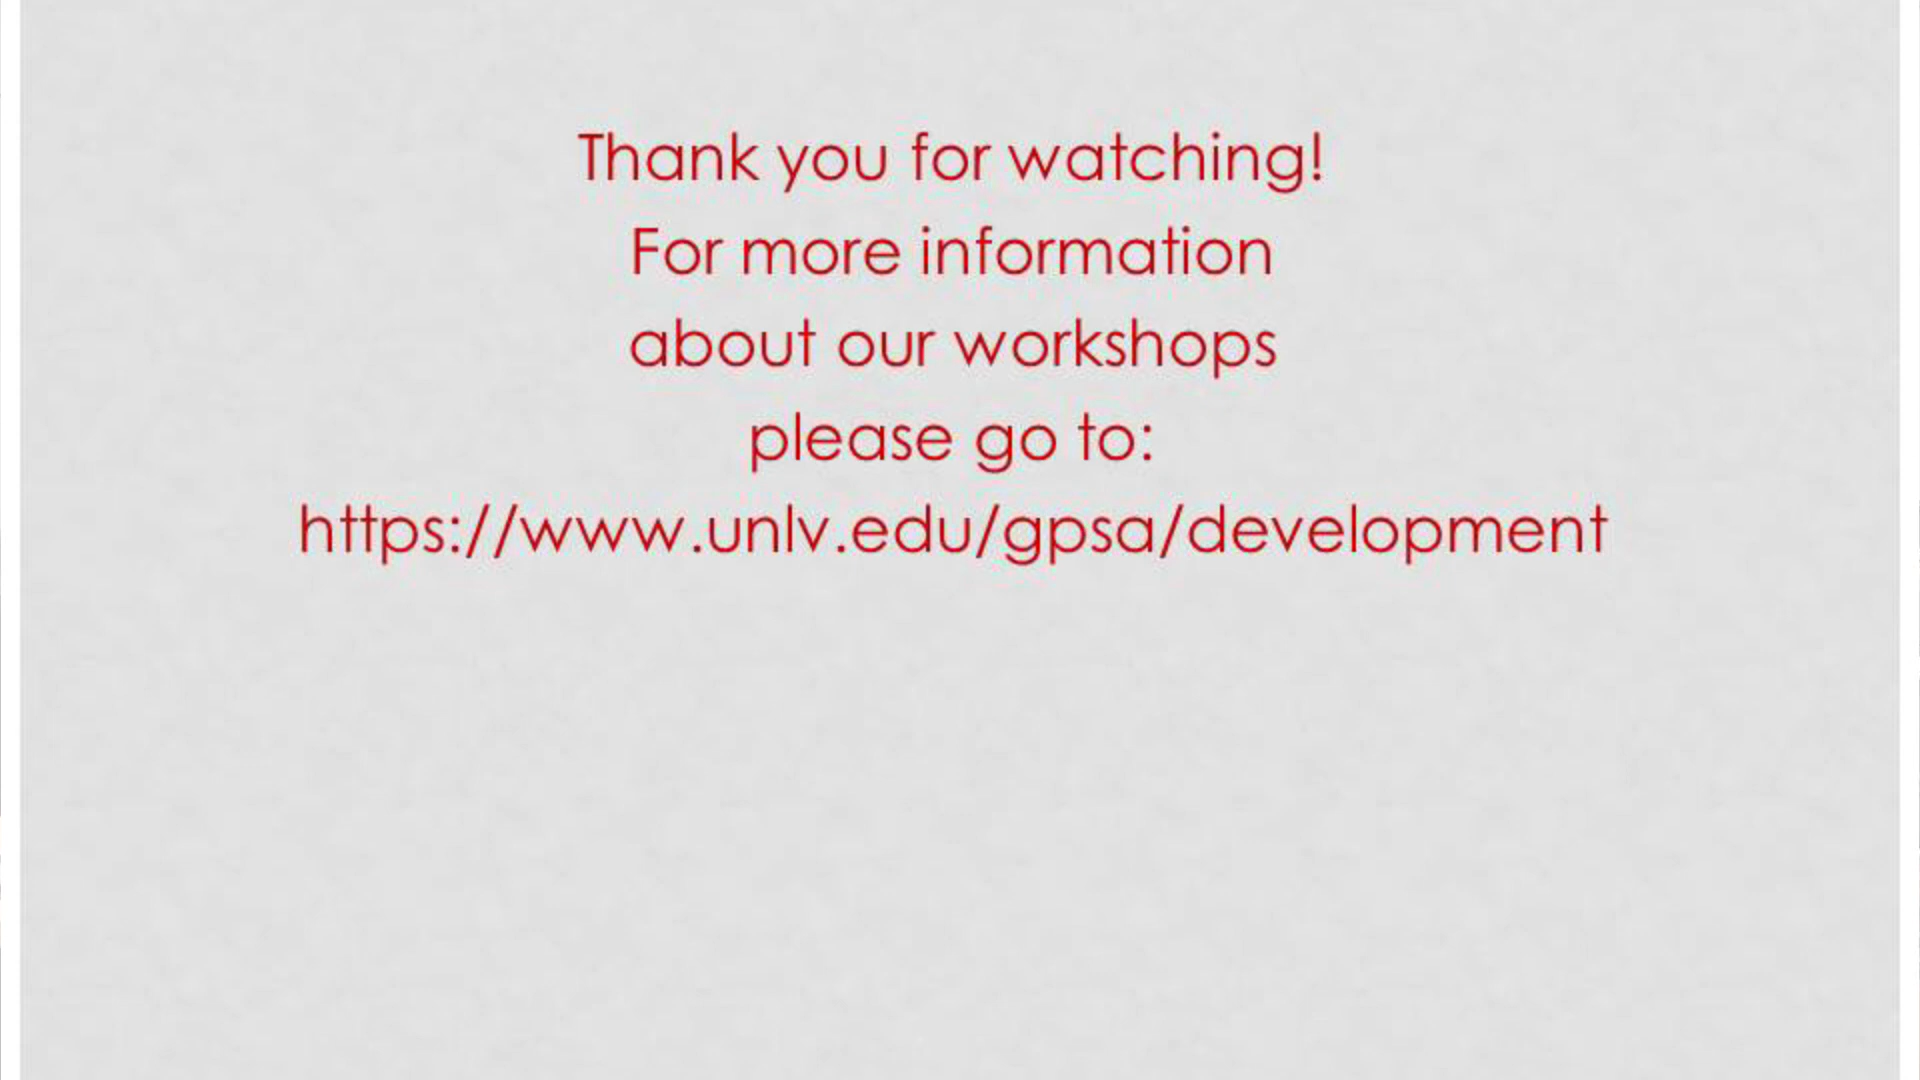 Thank you for watching!
For more information
about our workshops
please go to:
https://www.unlv.edu/gpsa/development